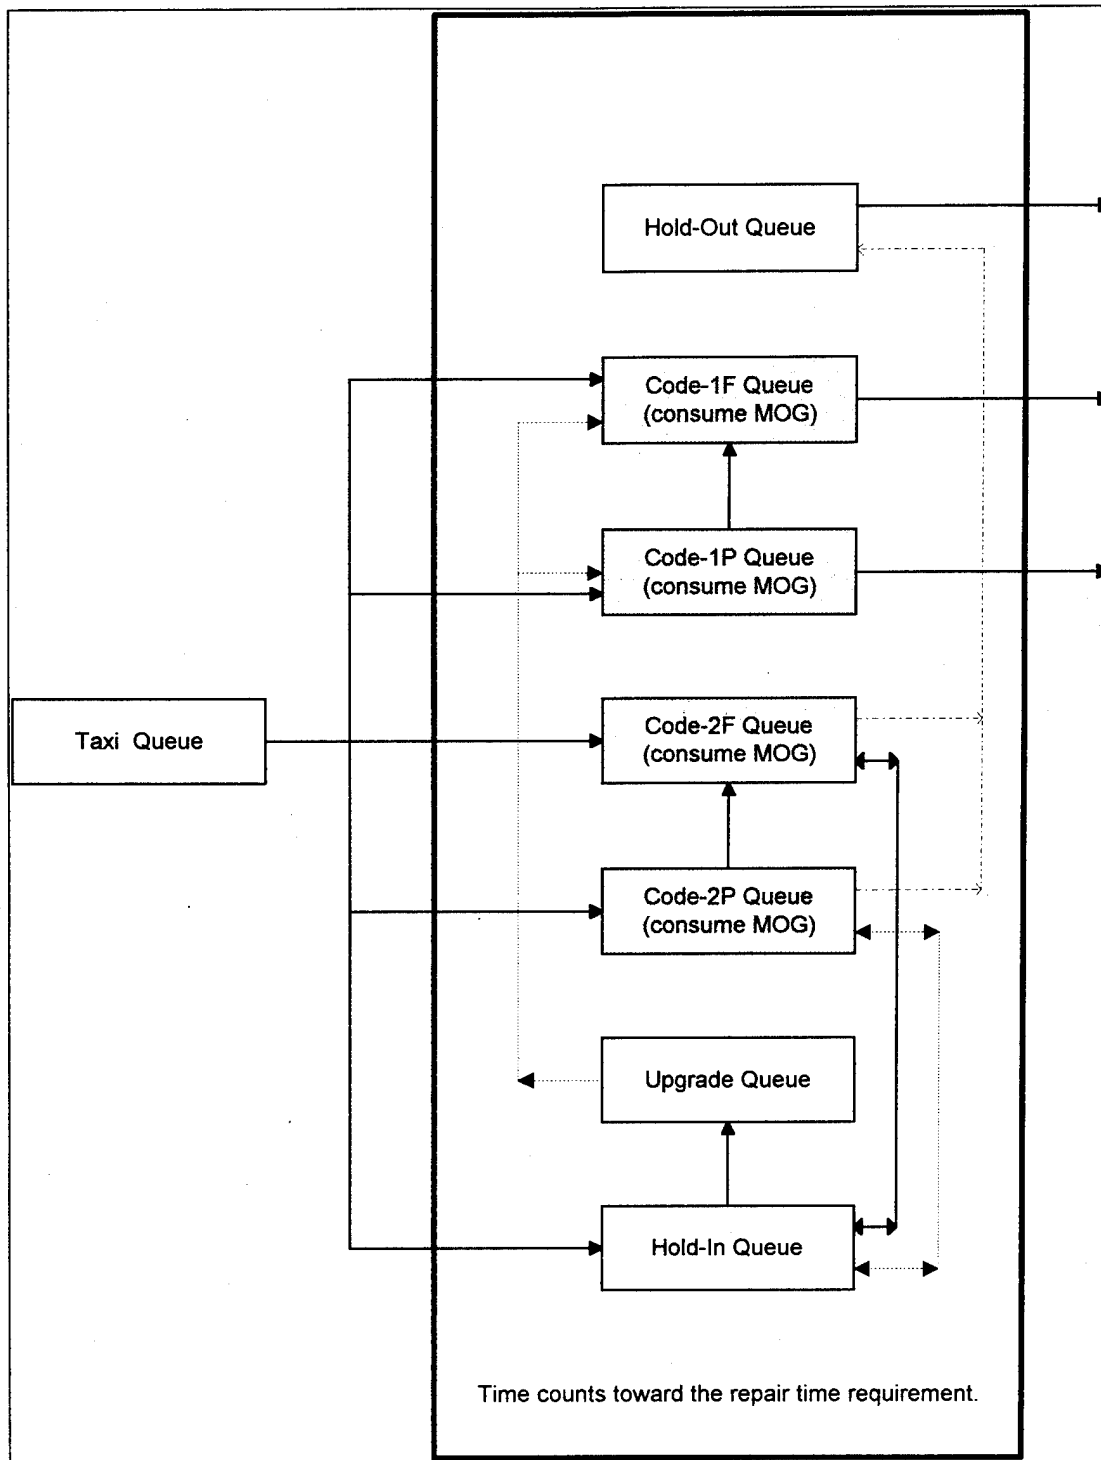 Hold-Out Queue
Code-1F Queue
(consume MOG)
Code-1P Queue
(consume MOG)
Taxi Queue
Code-2F Queue
(consume MOG)
Code-2P Queue
(consume MOG)
Upgrade Queue
Hold-In Queue
Time counts toward the repair time requirement.